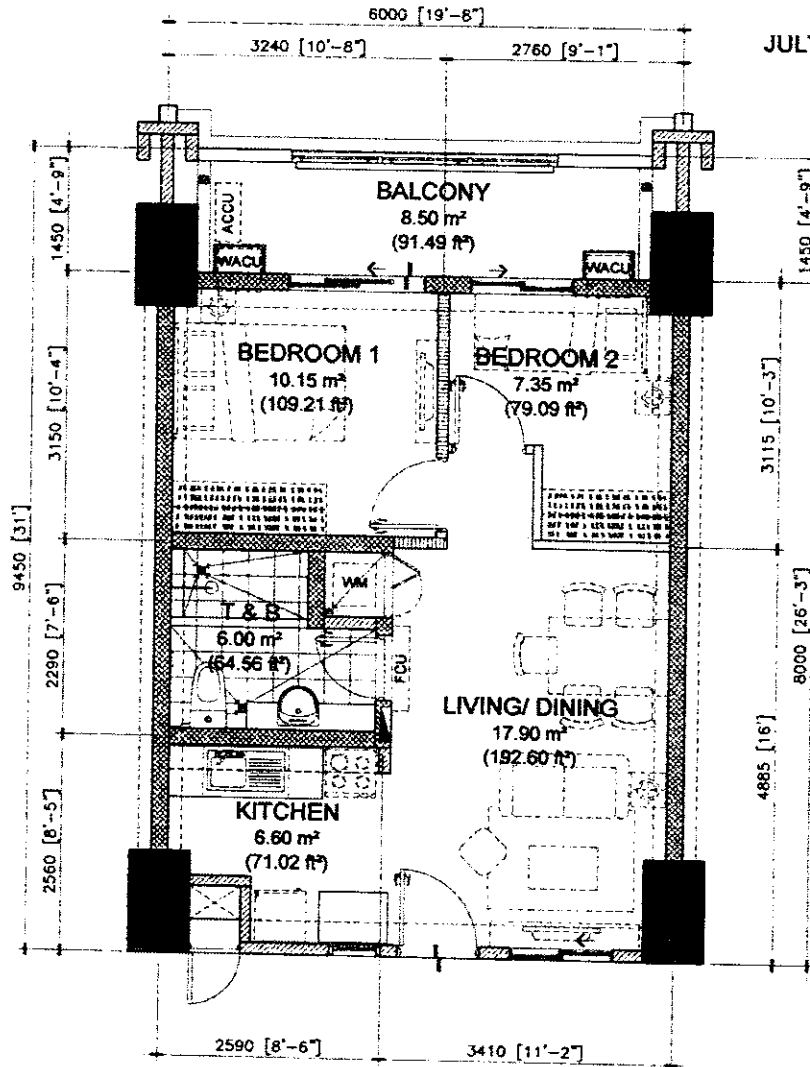 6000 [19'-8"]
3240 [10'-8"]
2760 [9'-1"]
1450 [4'-9"]
1450 [4'-9"]
BALCONY
8.50 m²
(91.49 ft²)
ACCU
WACU
WACU
BEDROOM 1
10.15 m²
(109.21 ft²)
BEDROOM 2
7.35 m²
(79.09 ft²)
3150 [10'-4"]
3115 [10'-3"]
9450 [31']
8000 [26'-3"]
WM
T & B
6.00 m²
(64.56 ft²)
FCU
2290 [7'-6"]
LIVING/ DINING
17.90 m²
(192.60 ft²)
4885 [16']
KITCHEN
6.60 m²
(71.02 ft²)
2560 [8'-5"]
2590 [8'-6"]
3410 [11'-2"]